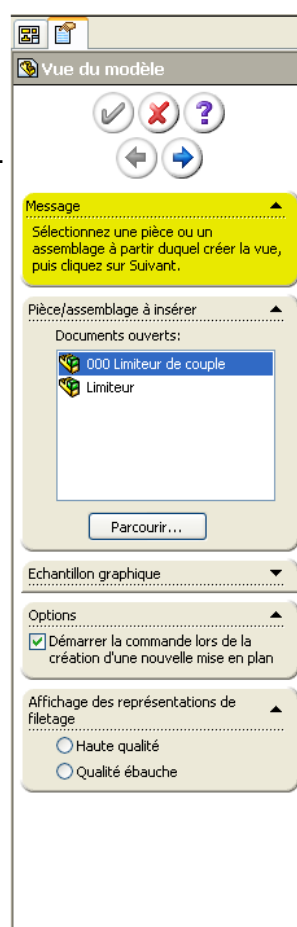 Vue du modèle
?
Message
Sélectionnez une pièce ou un
assemblage à partir duquel créer la vue,
puis cliquez sur Suivant.
Pièce/assemblage à insérer
Documents ouverts:
000 Limiteur de couple
Limiteur
Parcourir...
Echantillon graphique
Options
Démarrer la commande lors de la
création d'une nouvelle mise en plan
Affichage des représentations de
filetage
Haute qualité
Qualité ébauche